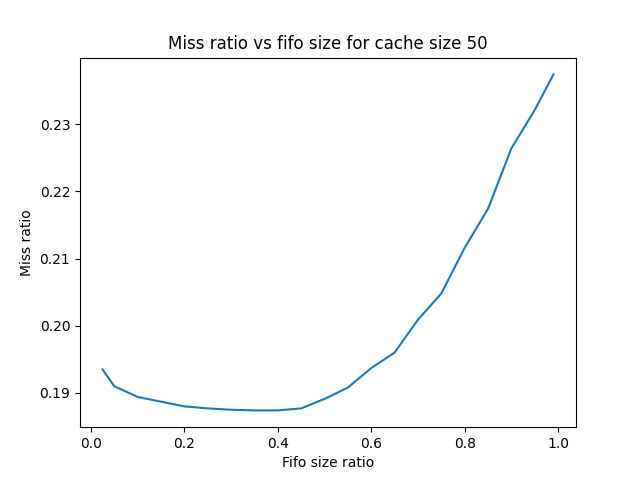 Miss ratio vs fifo size for cache size 50
Miss ratio
0.23
0.22
0.21
0.20
0.19
0.0 0.2 0.4 0.6 0.8 1.0
Fifo size ratio